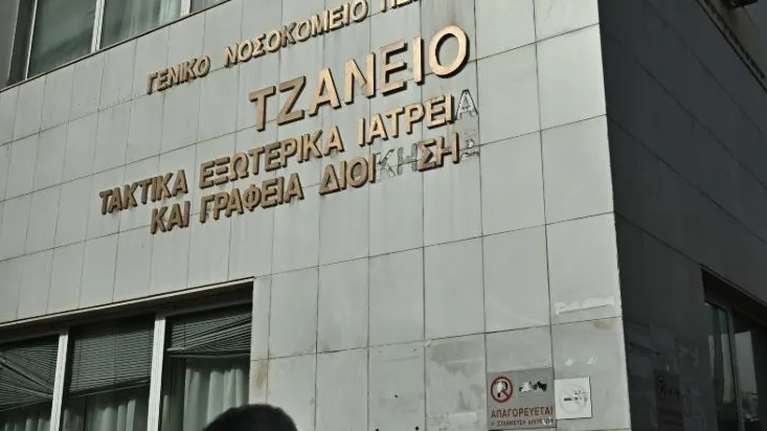 ΓΕΝΙΚΟ ΝΟΣΟΚΟΜΕΙΟ
ΤΖΑΝΕΙΟ
ΤΑΚΤΙΚΑ ΕΞΩΤΕΡΙΚΑ ΙΑΤΡΕΙΑ
ΚΑΙ ΓΡΑΦΕΙΑ ΔΙΟΙΚΗΣΗΣ
ΑΠΑΓΟΡΕΥΕΤΑΙ